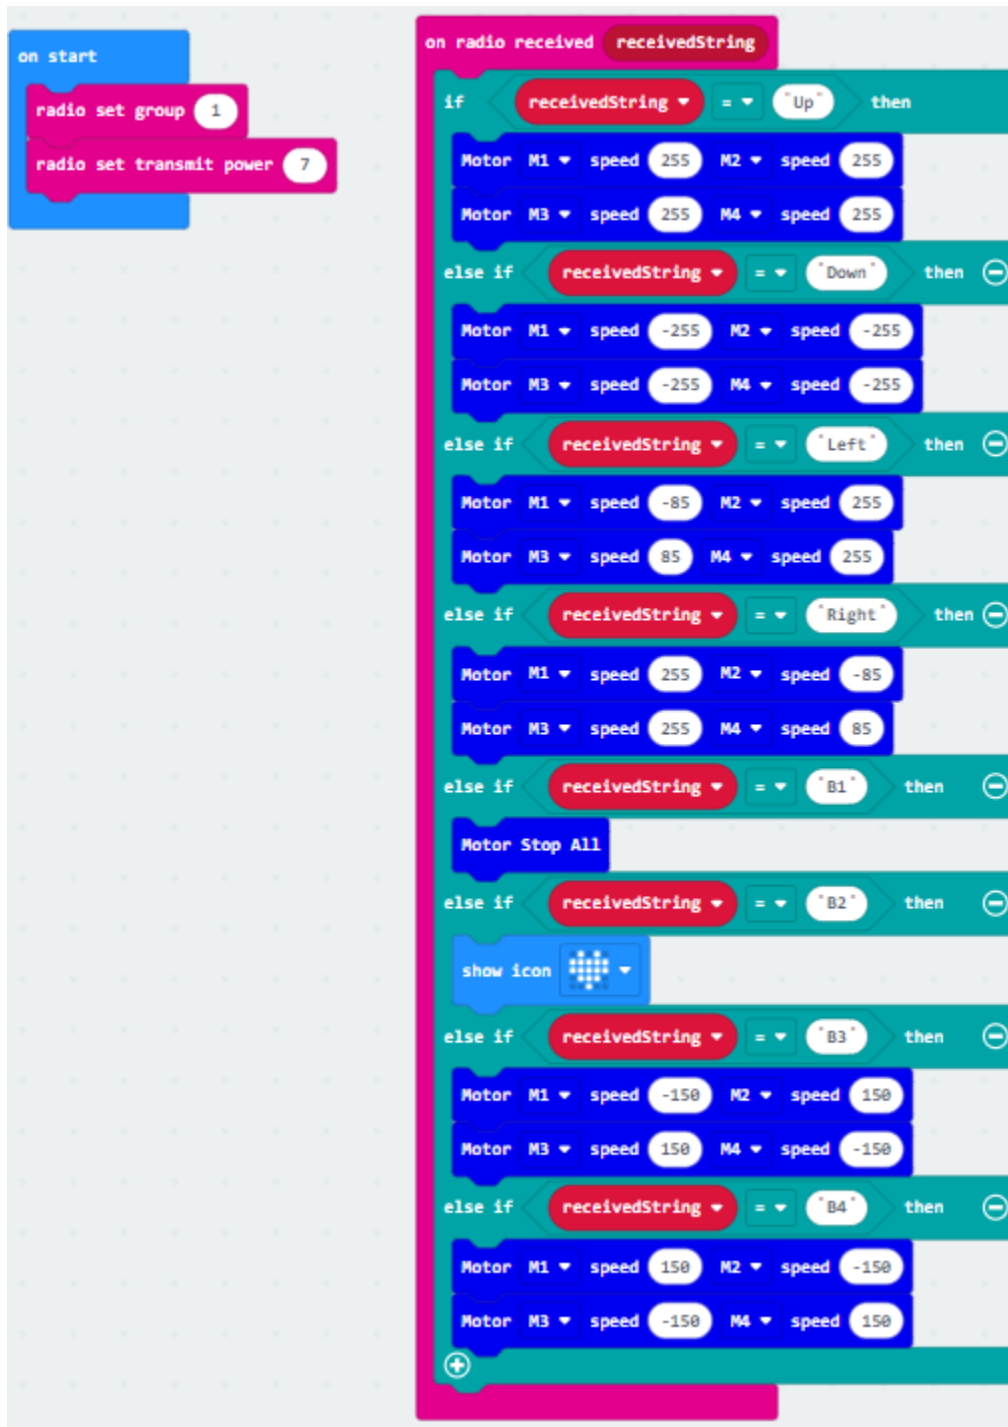 on start
radio set group 1
radio set transmit power 7
on radio received receivedString
if receivedString = "Up" then
Motor M1 speed 255 M2 speed 255
Motor M3 speed 255 M4 speed 255
else if receivedString = "Down" then
Motor M1 speed -255 M2 speed -255
Motor M3 speed -255 M4 speed -255
else if receivedString = "Left" then
Motor M1 speed -85 M2 speed 255
Motor M3 speed 85 M4 speed 255
else if receivedString = "Right" then
Motor M1 speed 255 M2 speed -85
Motor M3 speed 255 M4 speed 85
else if receivedString = "B1" then
Motor Stop All
else if receivedString = "B2" then
show icon
else if receivedString = "B3" then
Motor M1 speed -150 M2 speed 150
Motor M3 speed 150 M4 speed -150
else if receivedString = "B4" then
Motor M1 speed 150 M2 speed -150
Motor M3 speed -150 M4 speed 150